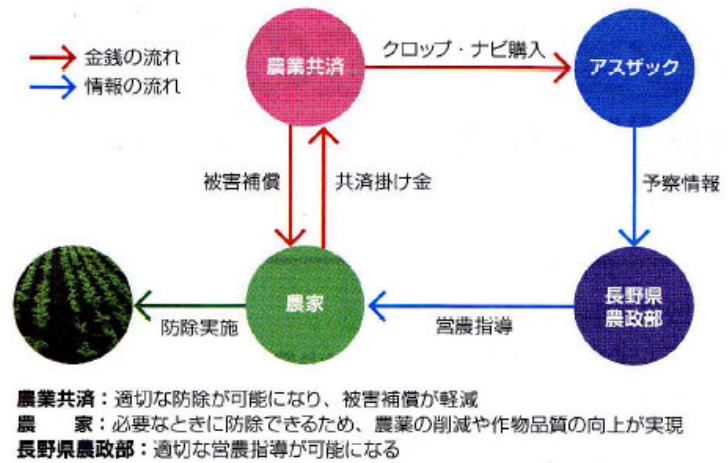 金銭の流れ
情報の流れ
農業共済
クロップ・ナビ購入
アスザック
被害補償
共済掛け金
予察情報
防除実施
農家
営農指導
長野県
農政部
農業共済：適切な防除が可能になり、被害補償が軽減
農　　家：必要なときに防除できるため、農薬の削減や作物品質の向上が実現
長野県農政部：適切な営農指導が可能になる